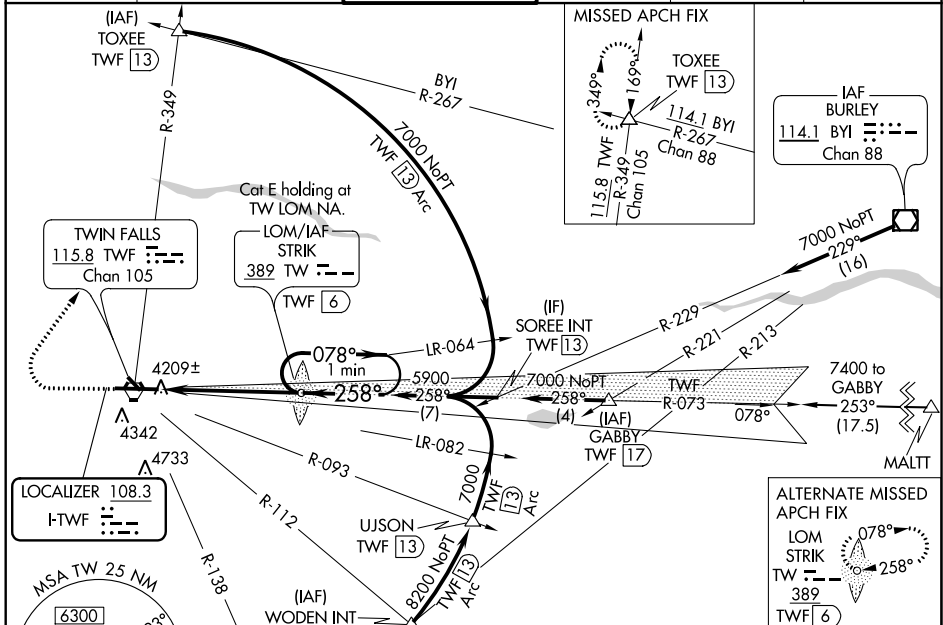 (IAF)
TOXEE
TWF 13
R-349
BYI
R-267
7000 NoPT
TWF 13 Arc
MISSED APCH FIX
349°
169°
TOXEE
TWF 13
114.1 BYI
R-267
Chan 88
115.8 TWF
R-349
Chan 105
IAF
BURLEY
114.1 BYI
Chan 88
7000 NoPT
229°
(16)
Cat E holding at
TW LOM NA.
LOM/IAF
STRIK
389 TW
TWF 6
TWIN FALLS
115.8 TWF
Chan 105
(IF)
SOREE INT
TWF 13
R-229
R-221
R-213
LR-064
078°
1 min
258°
4209±
5900
258°
(7)
7000 NoPT
258°
(4)
TWF
R-073
078°
7400 to
GABBY
253°
(17.5)
MALTT
(IAF)
GABBY
TWF 17
4342
4733
LR-082
R-093
R-112
R-138
LOCALIZER 108.3
I-TWF
7000
TWF 13 Arc
UJSON
TWF 13
8200 NoPT
TWF 13 Arc
(IAF)
WODEN INT
MSA TW 25 NM
6300
ALTERNATE MISSED
APCH FIX
LOM
STRIK
TW
389
TWF 6
078°
258°